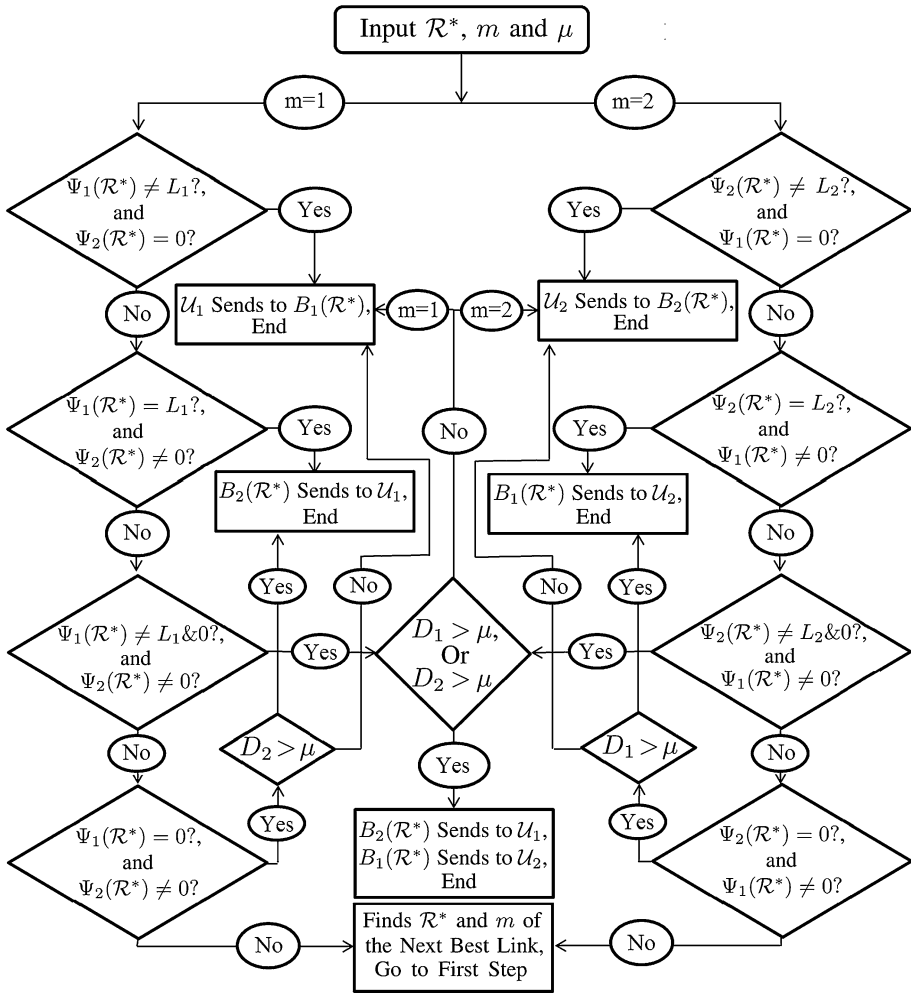 Input ℛ*, m and μ
m=1
m=2
Ψ₁(ℛ*) ≠ L₁?,
and
Ψ₂(ℛ*) = 0?
Yes
Yes
Ψ₂(ℛ*) ≠ L₂?,
and
Ψ₁(ℛ*) = 0?
No
𝒰₁ Sends to B₁(ℛ*),
End
m=1
m=2
𝒰₂ Sends to B₂(ℛ*),
End
No
Ψ₁(ℛ*) = L₁?,
and
Ψ₂(ℛ*) ≠ 0?
Yes
No
Yes
Ψ₂(ℛ*) = L₂?,
and
Ψ₁(ℛ*) ≠ 0?
B₂(ℛ*) Sends to 𝒰₁,
End
B₁(ℛ*) Sends to 𝒰₂,
End
No
No
Yes
No
No
Yes
Ψ₁(ℛ*) ≠ L₁&0?,
and
Ψ₂(ℛ*) ≠ 0?
Yes
D₁ > μ,
Or
D₂ > μ
Yes
Ψ₂(ℛ*) ≠ L₂&0?,
and
Ψ₁(ℛ*) ≠ 0?
No
D₂ > μ
Yes
D₁ > μ
No
Ψ₁(ℛ*) = 0?,
and
Ψ₂(ℛ*) ≠ 0?
Yes
B₂(ℛ*) Sends to 𝒰₁,
B₁(ℛ*) Sends to 𝒰₂,
End
Yes
Ψ₂(ℛ*) = 0?,
and
Ψ₁(ℛ*) ≠ 0?
No
Finds ℛ* and m of
the Next Best Link,
Go to First Step
No